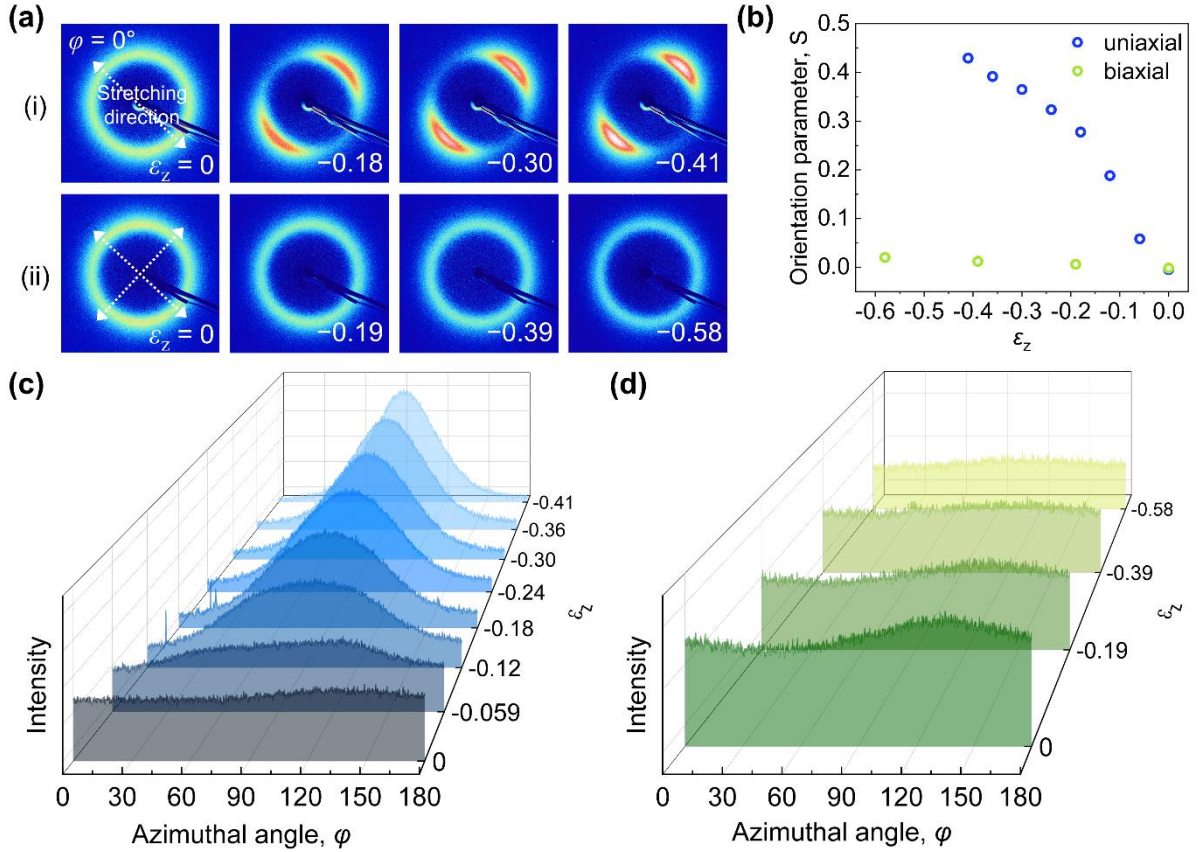 (a)
φ = 0°
Stretching
direction
(i)
εz = 0
−0.18
−0.30
−0.41
(ii)
εz = 0
−0.19
−0.39
−0.58
(b)
Orientation parameter, S
0.5
0.4
0.3
0.2
0.1
0.0
uniaxial
biaxial
-0.6 -0.5 -0.4 -0.3 -0.2 -0.1 0.0
εz
(c)
Intensity
-0.41
-0.36
-0.30
-0.24
-0.18
-0.12
-0.059
0
εz
0 30 60 90 120 150 180
Azimuthal angle, φ
(d)
Intensity
-0.58
-0.39
-0.19
0
εz
0 30 60 90 120 150 180
Azimuthal angle, φ